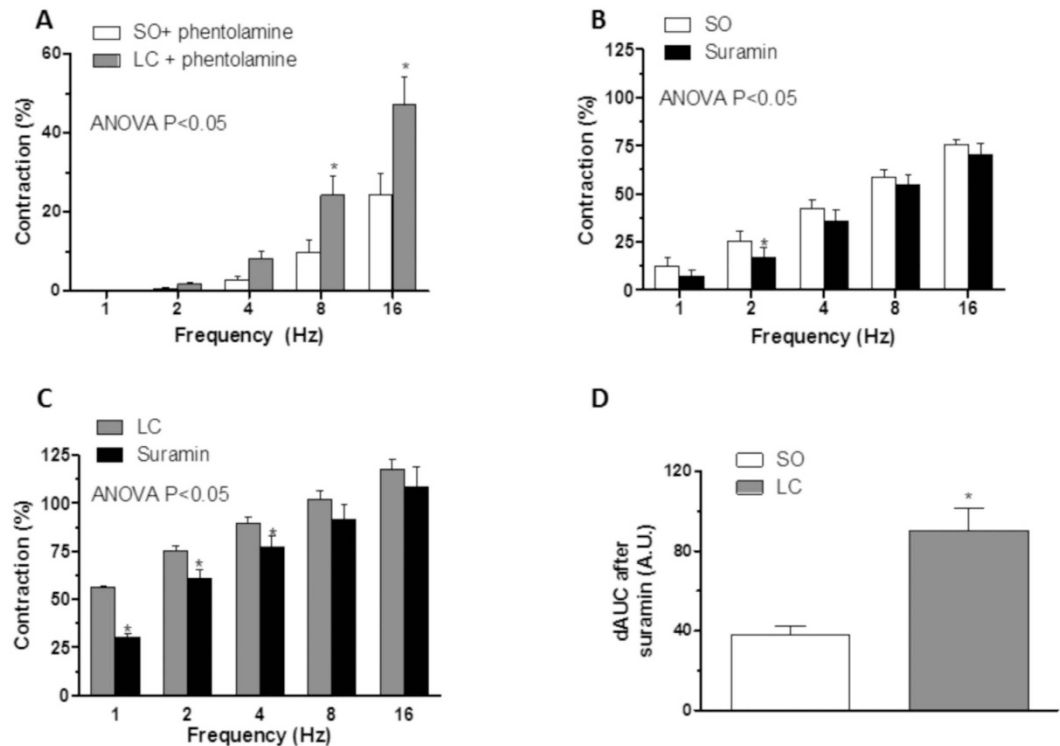 A
SO+ phentolamine
LC + phentolamine
ANOVA P<0.05
Contraction (%)
60
40
20
0
*
*
1 2 4 8 16
Frequency (Hz)
B
SO
Suramin
ANOVA P<0.05
Contraction (%)
125
100
75
50
25
0
*
1 2 4 8 16
Frequency (Hz)
C
LC
Suramin
ANOVA P<0.05
Contraction (%)
125
100
75
50
25
0
*
*
*
1 2 4 8 16
Frequency (Hz)
D
SO
LC
dAUC after
suramin (A.U.)
120
80
40
0
*